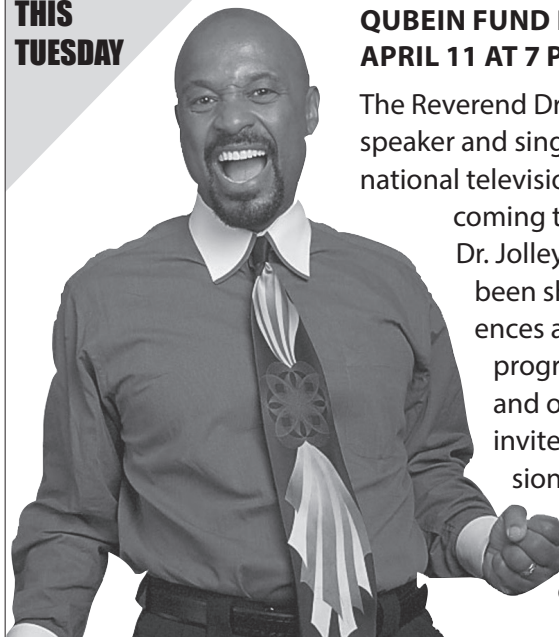 THIS
TUESDAY
QUBEIN FUND
APRIL 11 AT 7 P
The Reverend Dr
speaker and sing
national televisio
coming t
Dr. Jolley
been sl
ences a
progr
and o
invite
sion